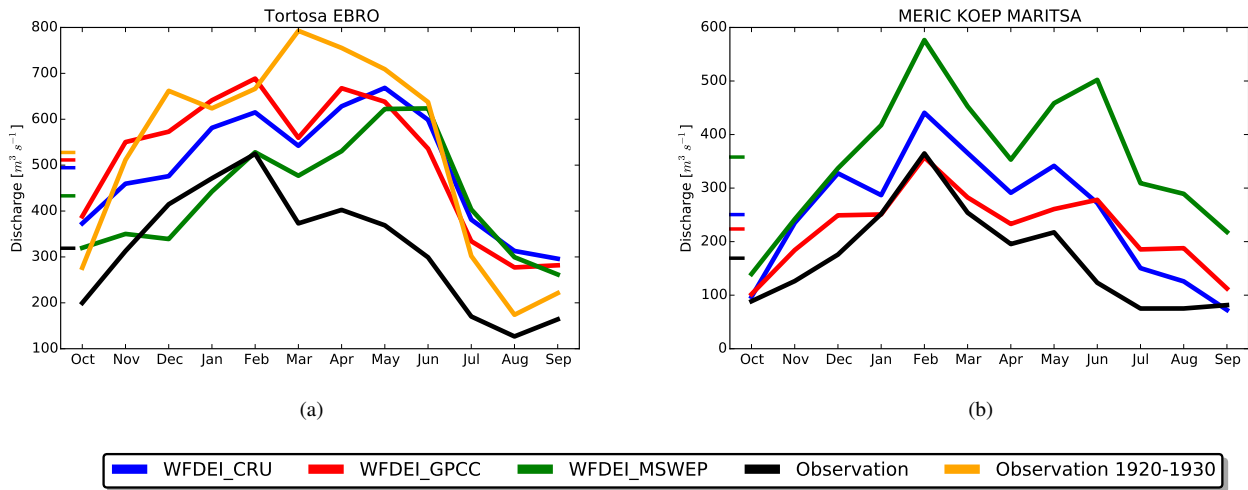 Tortosa EBRO
800
700
600
500
400
300
200
100
Discharge [m³ s⁻¹]
Oct Nov Dec Jan Feb Mar Apr May Jun Jul Aug Sep
(a)
MERIC KOEP MARITSA
600
500
400
300
200
100
0
Discharge [m³ s⁻¹]
Oct Nov Dec Jan Feb Mar Apr May Jun Jul Aug Sep
(b)
WFDEI_CRU WFDEI_GPCC WFDEI_MSWEP Observation Observation 1920-1930